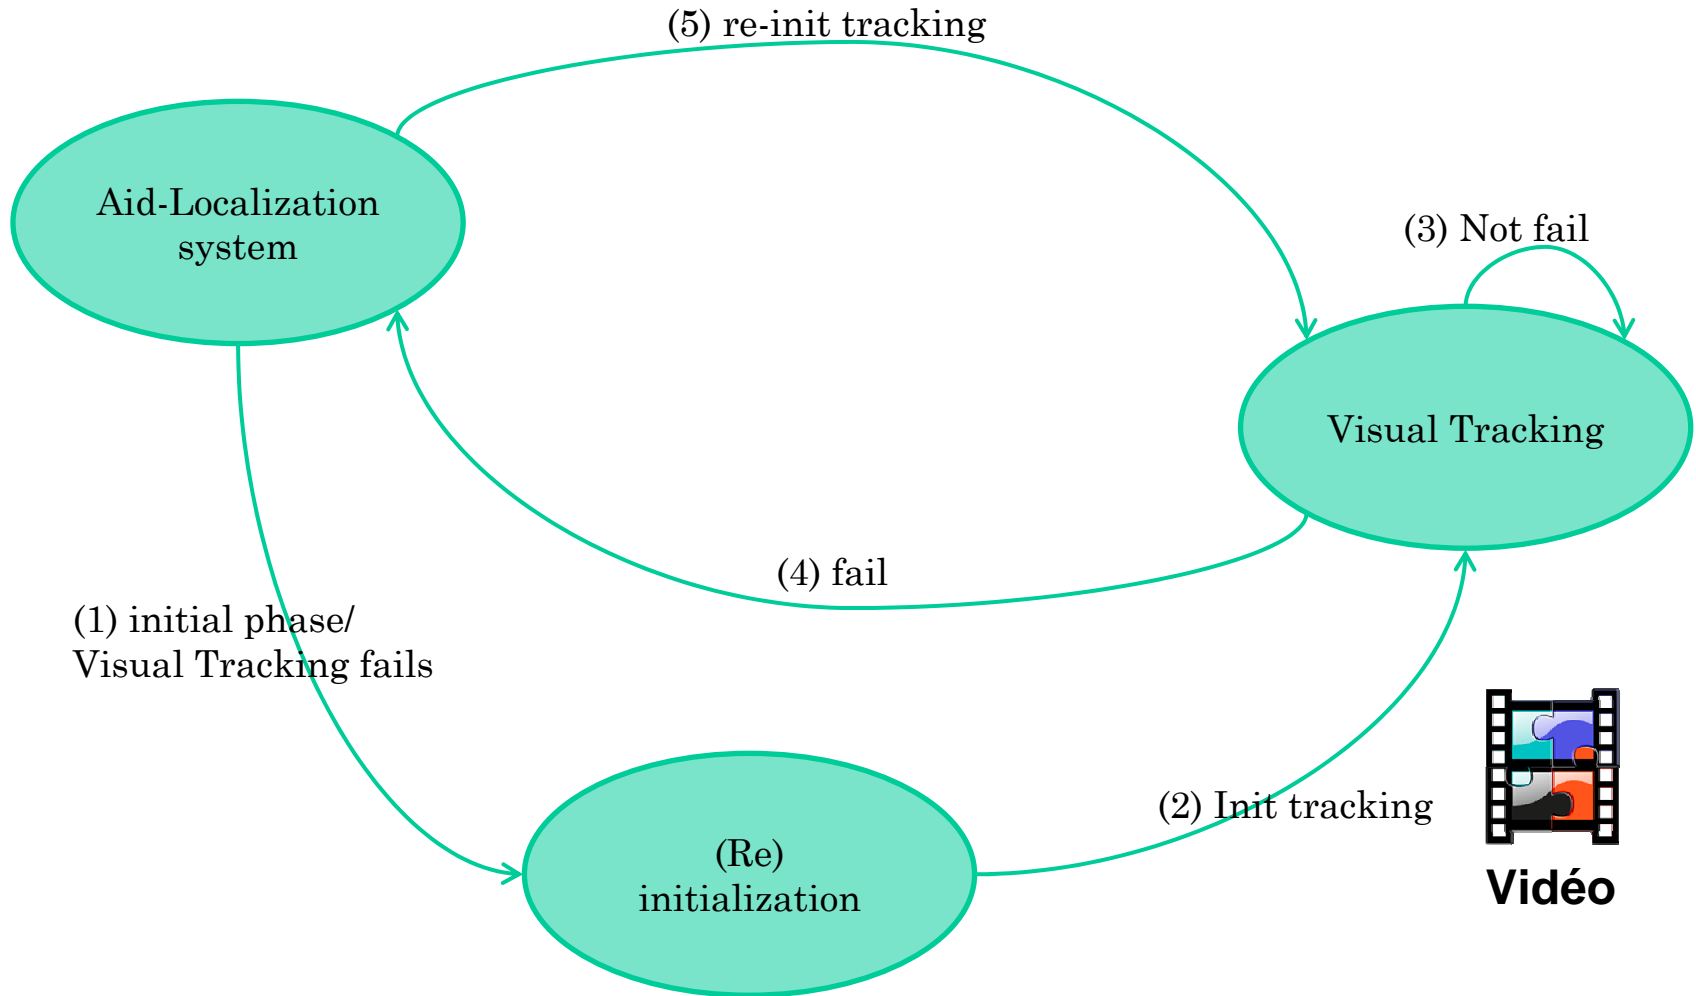 (5) re-init tracking
Aid-Localization
system
(3) Not fail
Visual Tracking
(4) fail
(1) initial phase/
Visual Tracking fails
(2) Init tracking
(Re)
initialization
Vidéo